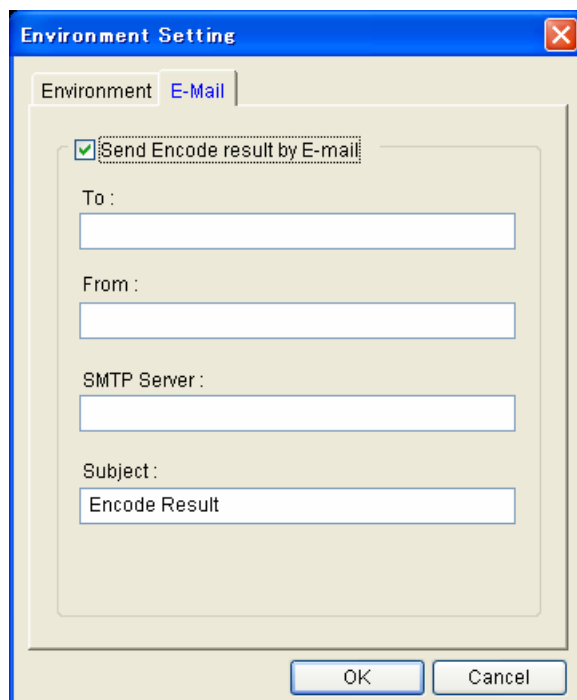 Environment Setting
Environment E-Mail
Send Encode result by E-mail
To :
From :
SMTP Server :
Subject :
Encode Result
OK Cancel